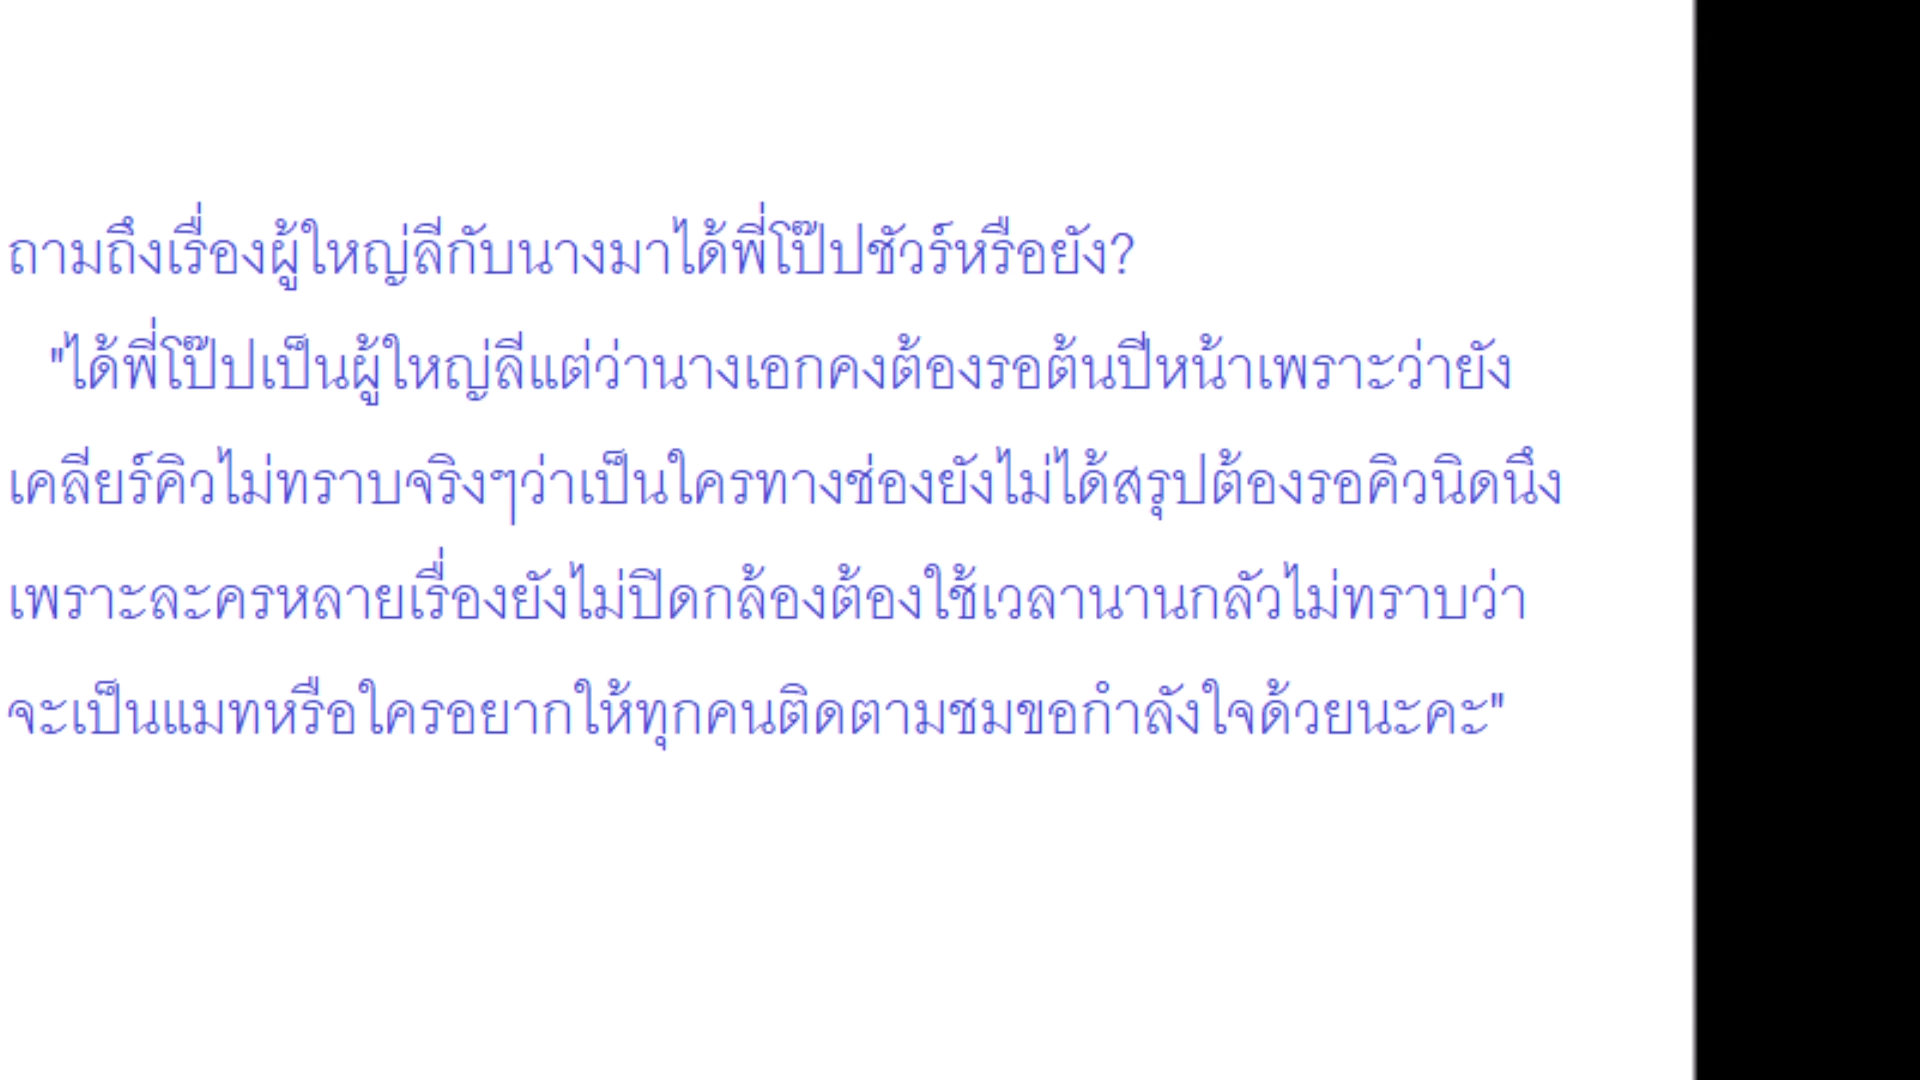 ถามถึงเรื่องผู้ใหญ่ลีกับนางมาได้พี่โป๊ปชัวร์หรือยัง?
"ได้พี่โป๊ปเป็นผู้ใหญ่ลีแต่ว่านางเอกคงต้องรอต้นปีหน้าเพราะว่ายัง
เคลียร์คิวไม่ทราบจริงๆว่าเป็นใครทางช่องยังไม่ได้สรุปต้องรอคิวนิดนึง
เพราะละครหลายเรื่องยังไม่ปิดกล้องต้องใช้เวลานานกลัวไม่ทราบว่า
จะเป็นแมทหรือใครอยากให้ทุกคนติดตามชมขอกำลังใจด้วยนะคะ"